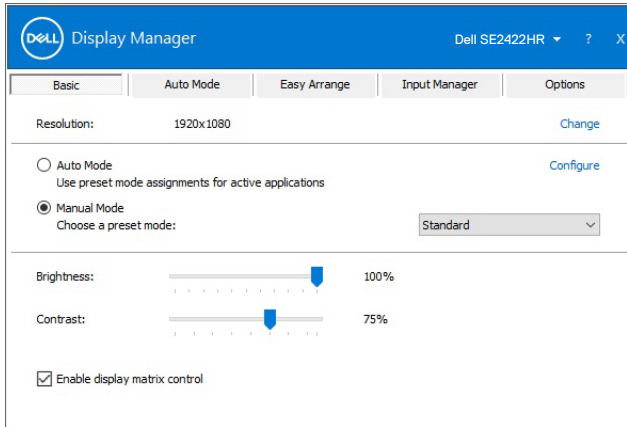 DELL Display Manager Dell SE2422HR ? X
Basic Auto Mode Easy Arrange Input Manager Options
Resolution: 1920x1080 Change
Auto Mode Configure
Use preset mode assignments for active applications
Manual Mode
Choose a preset mode: Standard
Brightness: 100%
Contrast: 75%
Enable display matrix control